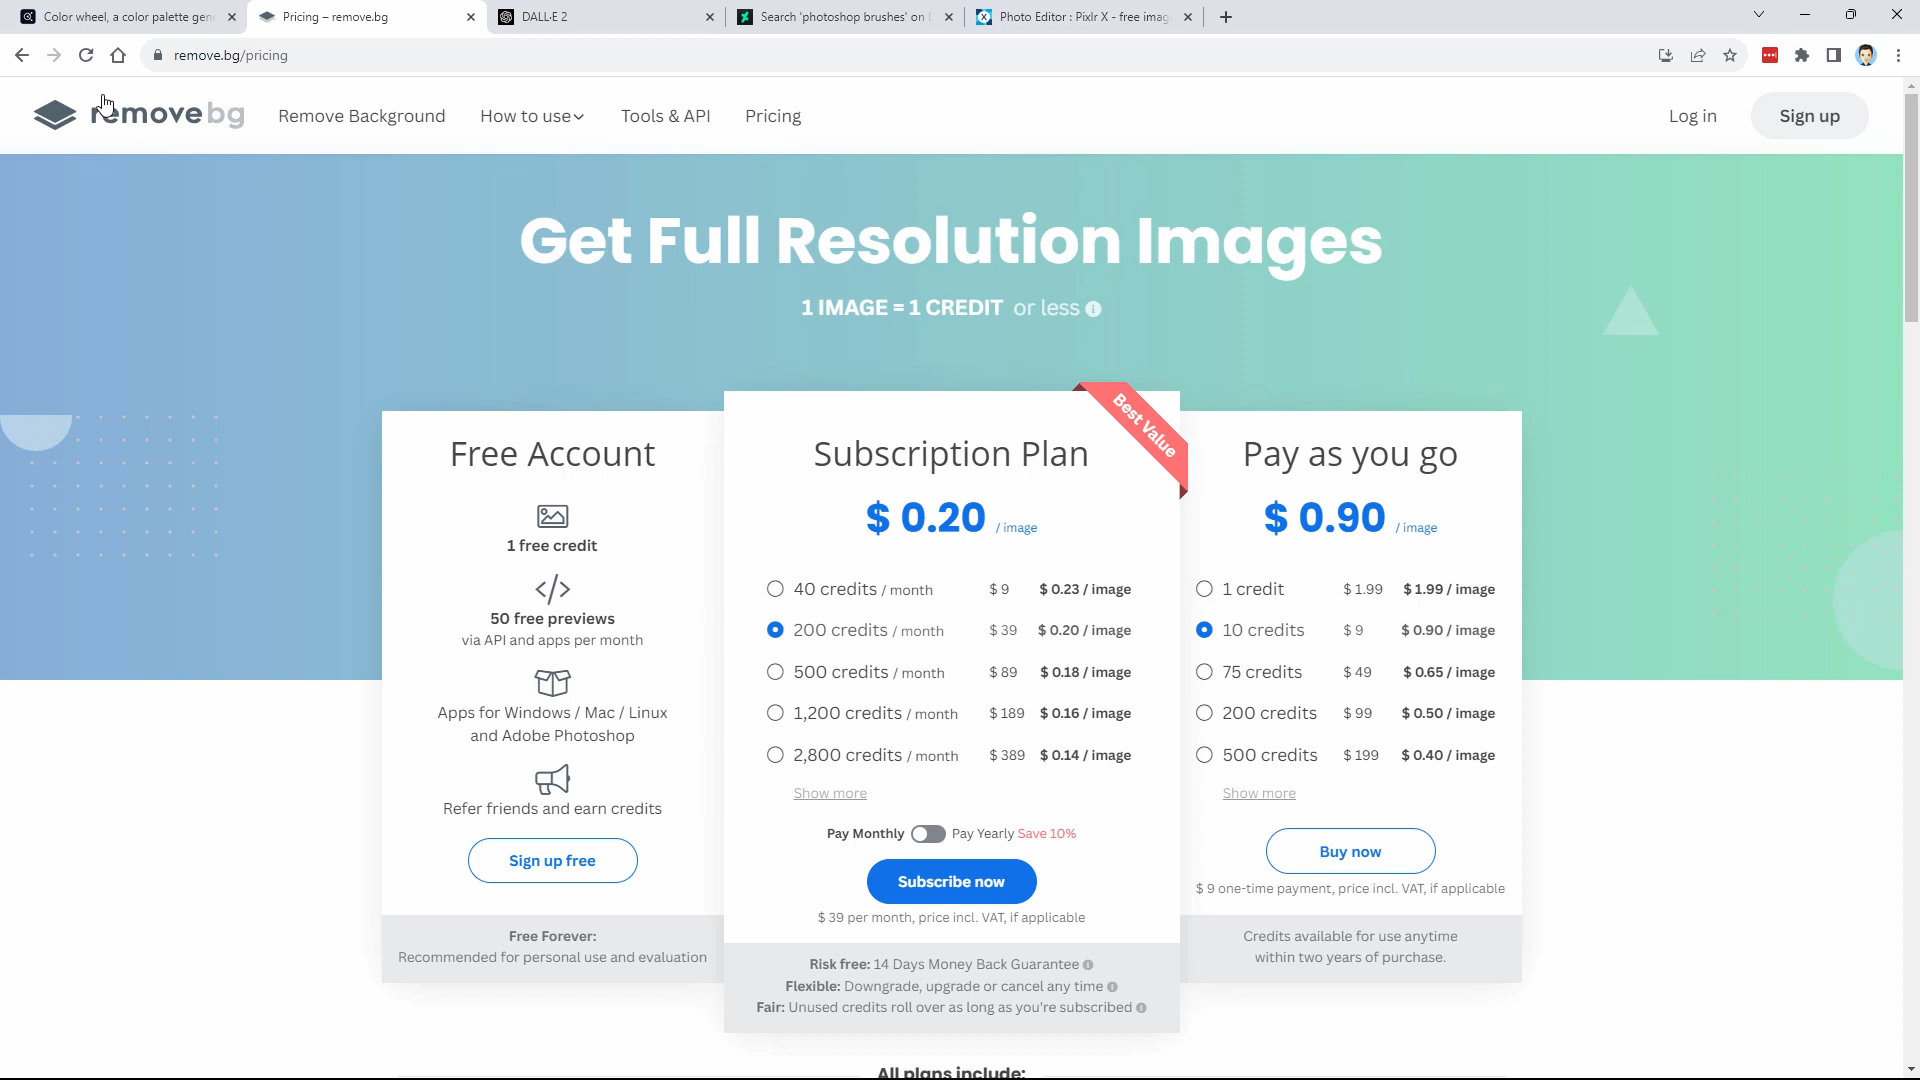 Color wheel, a color palette gen
Pricing – remove.bg
DALL·E 2
Search 'photoshop brushes' on
Photo Editor : Pixlr X - free imag
remove.bg/pricing
removebg
Remove Background
How to use
Tools & API
Pricing
Log in
Sign up
Get Full Resolution Images
1 IMAGE = 1 CREDIT or less
Free Account
1 free credit
50 free previews
via API and apps per month
Apps for Windows / Mac / Linux
and Adobe Photoshop
Refer friends and earn credits
Sign up free
Free Forever:
Recommended for personal use and evaluation
Best Value
Subscription Plan
$ 0.20 / image
40 credits / month $ 9 $ 0.23 / image
200 credits / month $ 39 $ 0.20 / image
500 credits / month $ 89 $ 0.18 / image
1,200 credits / month $ 189 $ 0.16 / image
2,800 credits / month $ 389 $ 0.14 / image
Show more
Pay Monthly Pay Yearly Save 10%
Subscribe now
$ 39 per month, price incl. VAT, if applicable
Risk free: 14 Days Money Back Guarantee
Flexible: Downgrade, upgrade or cancel any time
Fair: Unused credits roll over as long as you're subscribed
Pay as you go
$ 0.90 / image
1 credit $ 1.99 $ 1.99 / image
10 credits $ 9 $ 0.90 / image
75 credits $ 49 $ 0.65 / image
200 credits $ 99 $ 0.50 / image
500 credits $ 199 $ 0.40 / image
Show more
Buy now
$ 9 one-time payment, price incl. VAT, if applicable
Credits available for use anytime
within two years of purchase.
All plans include: